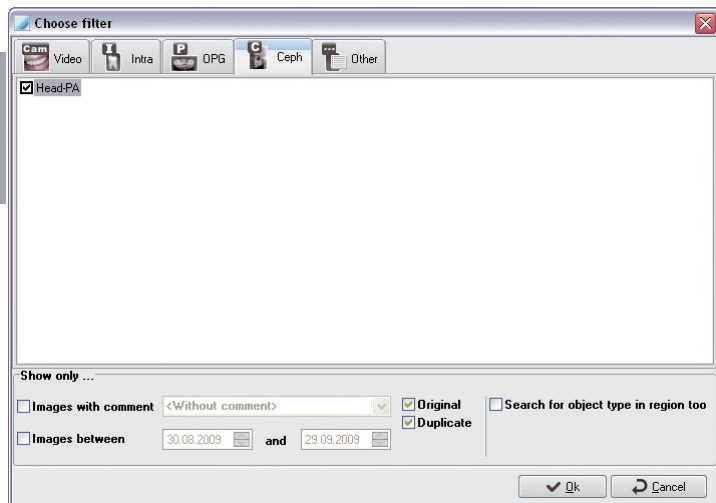 Choose filter
Cam Video I Intra P OPG C Ceph ... Other
Head-PA
Show only ...
Images with comment <Without comment> Original Search for object type in region too
Duplicate
Images between 30.08.2009 and 29.09.2009
Ok Cancel